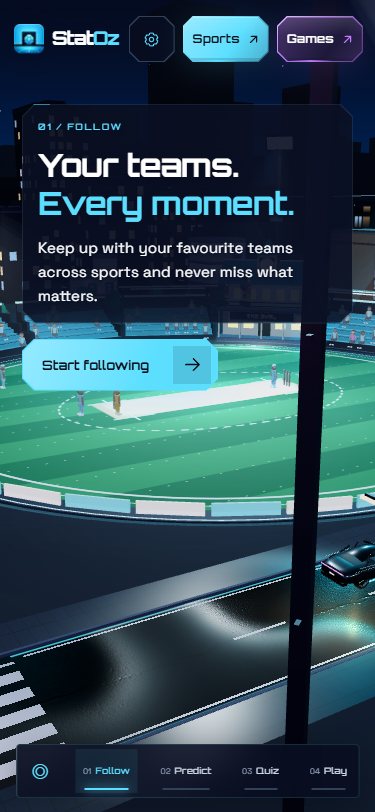 StatOz
Sports
Games
01 / FOLLOW
Your teams.
Every moment.
Keep up with your favourite teams
across sports and never miss what
matters.
Start following
01 Follow
02 Predict
03 Quiz
04 Play